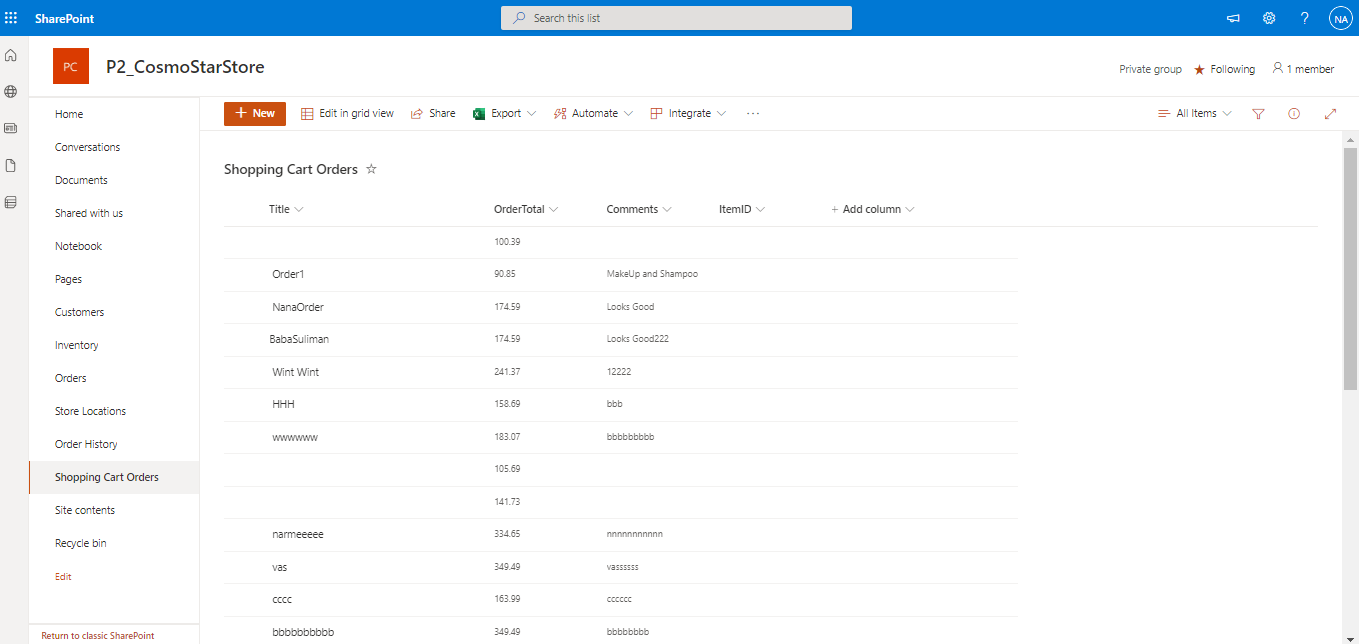 SharePoint
Search this list
NA
PC
P2_CosmoStarStore
Private group
Following
1 member
Home
Conversations
Documents
Shared with us
Notebook
Pages
Customers
Inventory
Orders
Store Locations
Order History
Shopping Cart Orders
Site contents
Recycle bin
Edit
Return to classic SharePoint
+ New Edit in grid view Share Export Automate Integrate ... All Items
Shopping Cart Orders
Title OrderTotal Comments ItemID + Add column
100.39
Order1 90.85 MakeUp and Shampoo
NanaOrder 174.59 Looks Good
BabaSuliman 174.59 Looks Good222
Wint Wint 241.37 12222
HHH 158.69 bbb
wwwwww 183.07 bbbbbbbbb
105.69
141.73
narmeeeee 334.65 nnnnnnnnnnn
vas 349.49 vassssss
cccc 163.99 cccccc
bbbbbbbbbb 349.49 bbbbbbbb